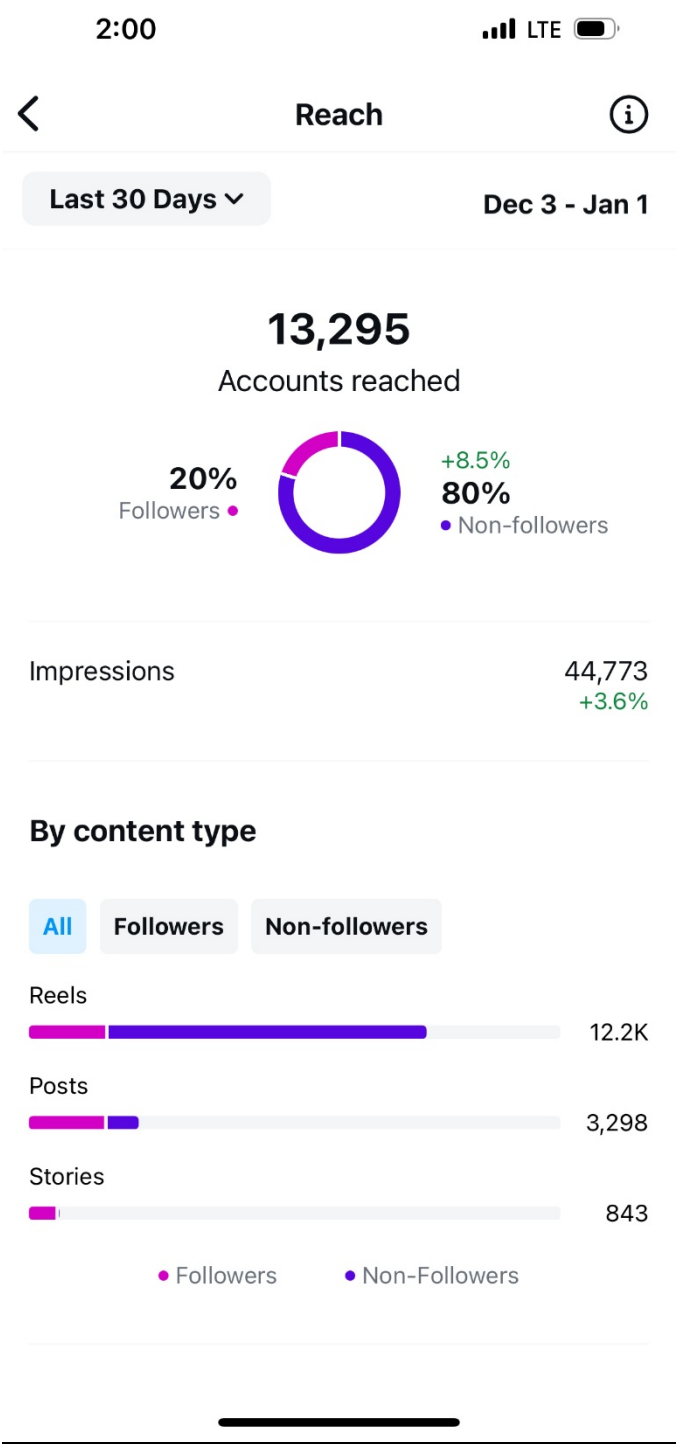 2:00 LTE
Reach
Last 30 Days Dec 3 - Jan 1
13,295
Accounts reached
20%
Followers
+8.5%
80%
Non-followers
Impressions 44,773
+3.6%
By content type
All Followers Non-followers
Reels
12.2K
Posts
3,298
Stories
843
Followers Non-Followers